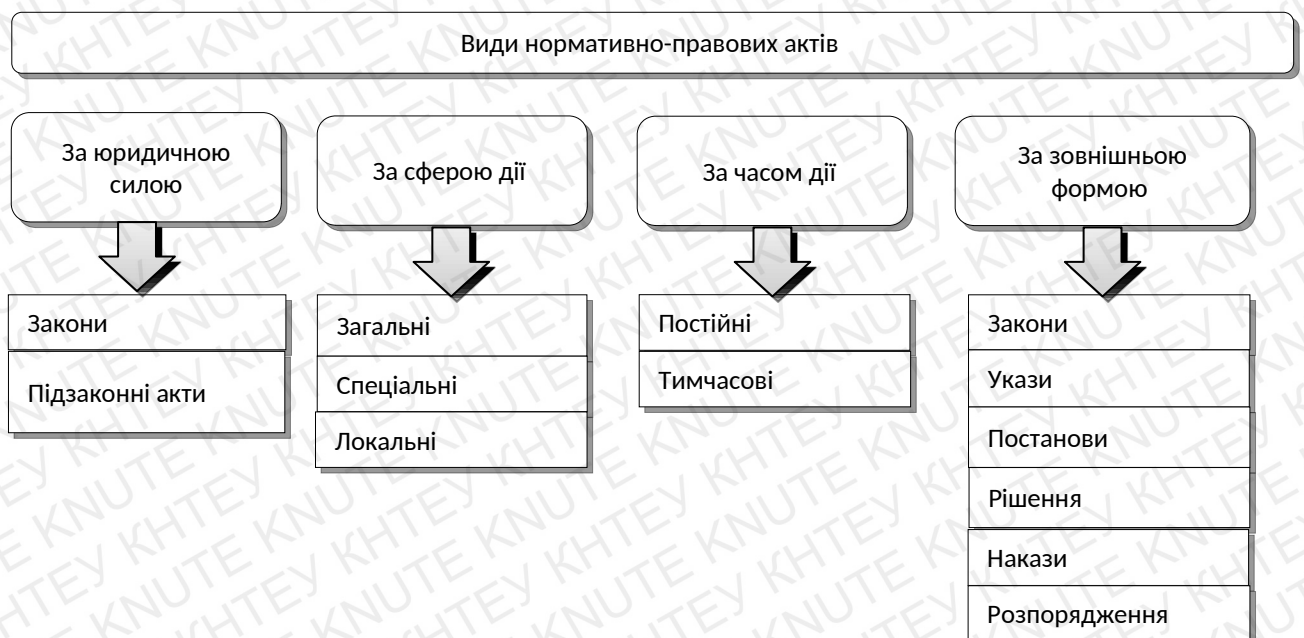 Види нормативно-правових актів
За юридичною
силою
Закони
Підзаконні акти
За сферою дії
Загальні
Спеціальні
Локальні
За часом дії
Постійні
Тимчасові
За зовнішньою
формою
Закони
Укази
Постанови
Рішення
Накази
Розпорядження